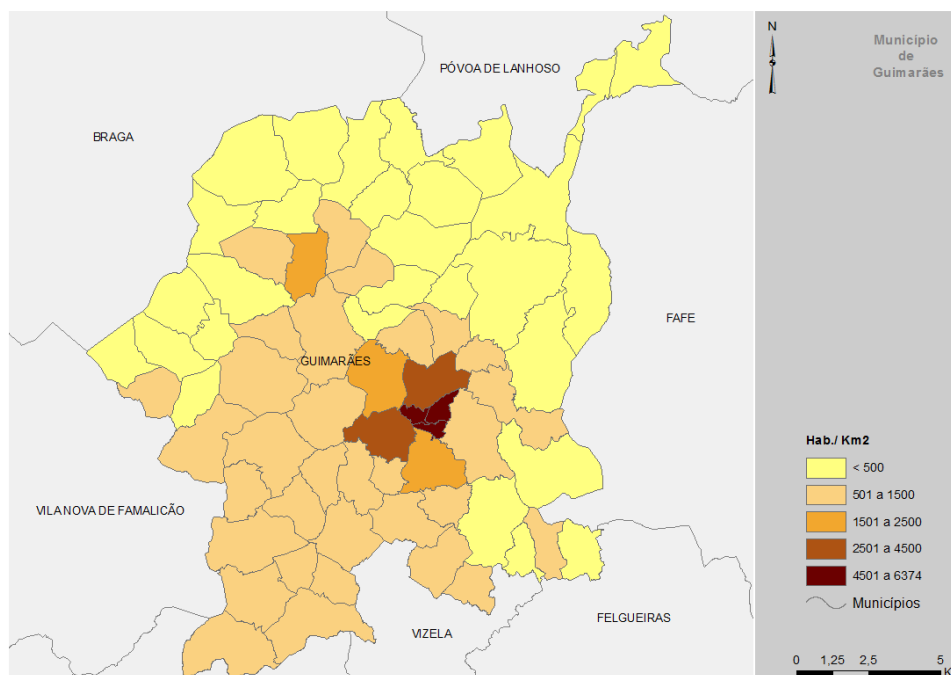 N
Município
de
Guimarães
PÓVOA DE LANHOSO
BRAGA
FAFE
GUIMARÃES
VILA NOVA DE FAMALICÃO
FELGUEIRAS
VIZELA
Hab./ Km2
< 500
501 a 1500
1501 a 2500
2501 a 4500
4501 a 6374
Municípios
0 1,25 2,5 5